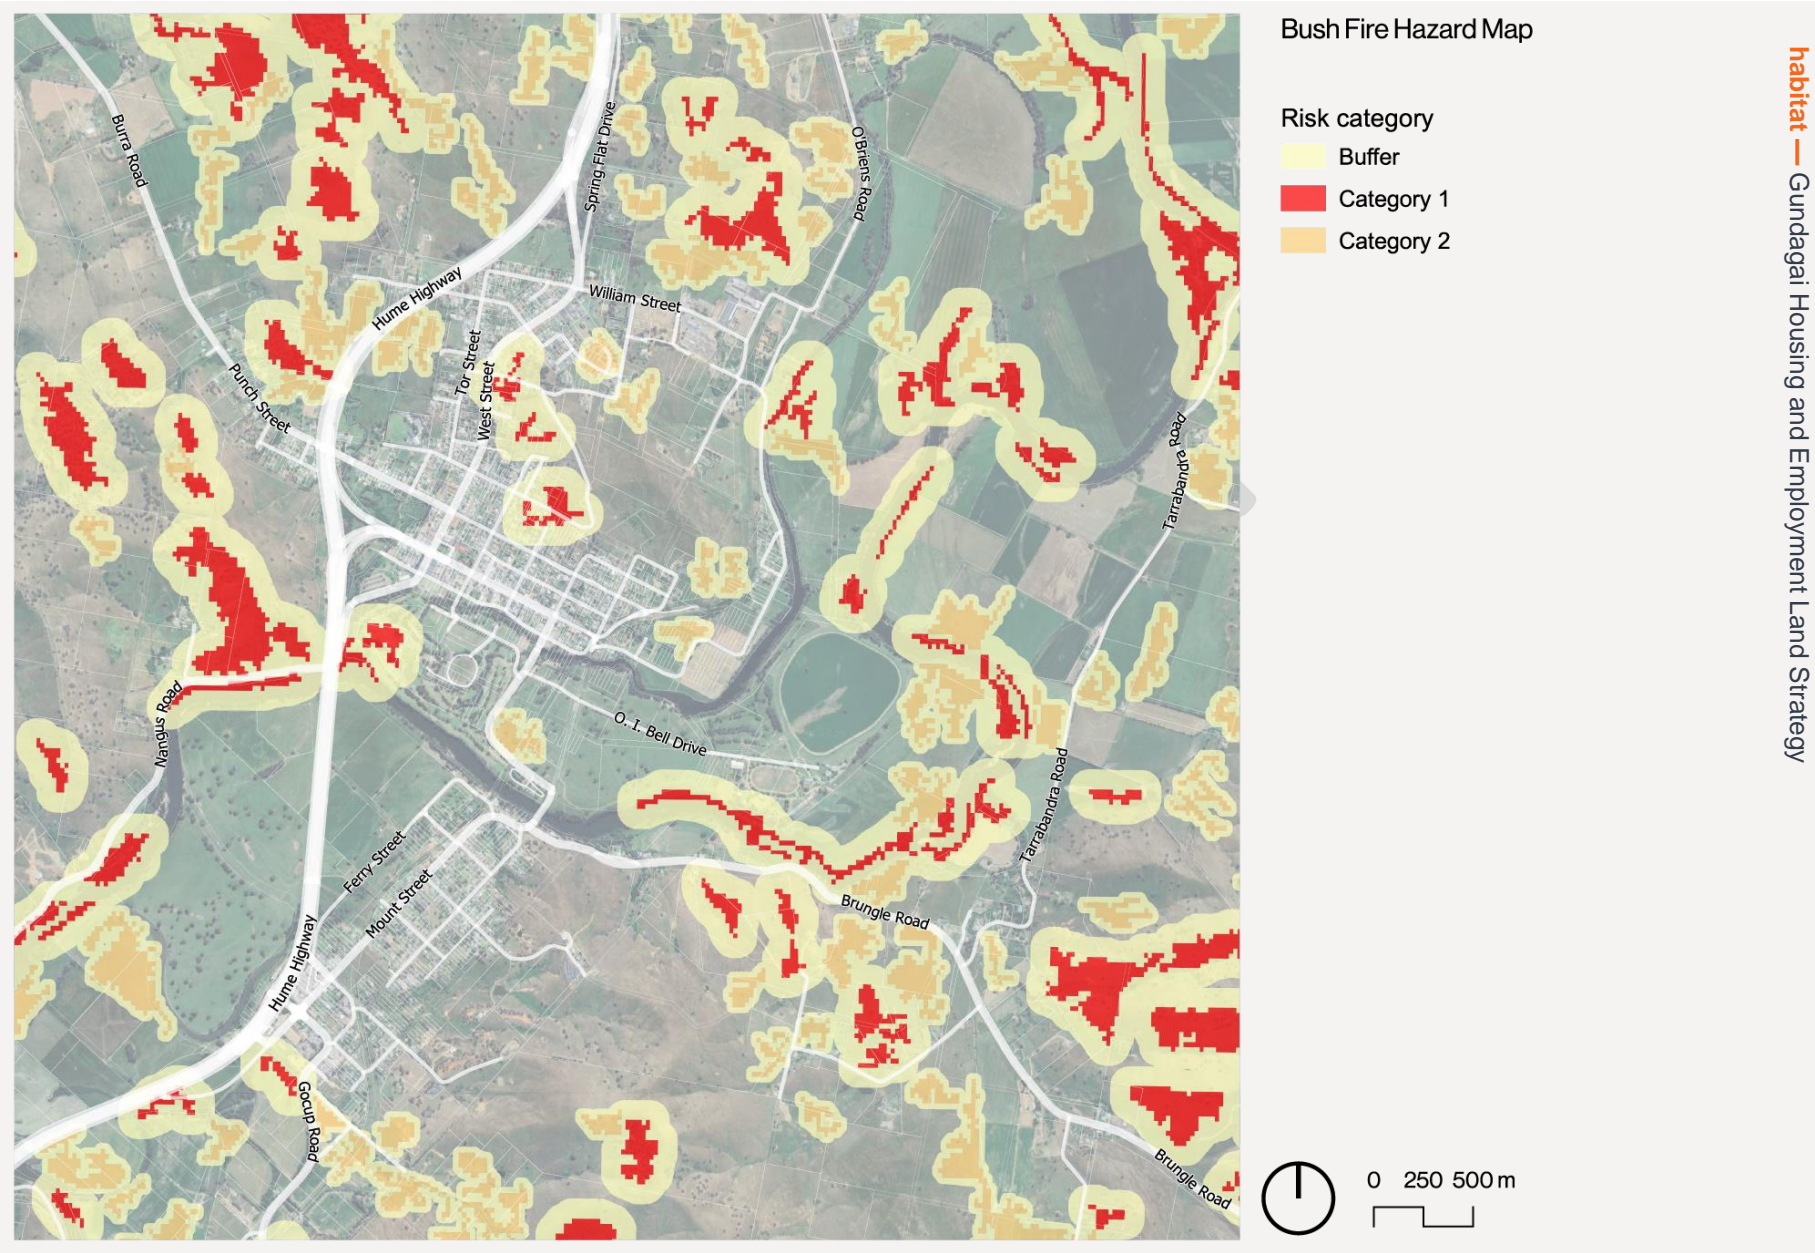 Bush Fire Hazard Map
Risk category
Buffer
Category 1
Category 2
habitat — Gundagai Housing and Employment Land Strategy
Burra Road
Spring Flat Drive
O'Briens Road
Hume Highway
William Street
Tor Street
West Street
Punch Street
Tarrabandra Road
Nangus Road
O. I. Bell Drive
Tarrabandra Road
Ferry Street
Mount Street
Brungle Road
Hume Highway
Gocup Road
Brungle Road
0 250 500 m